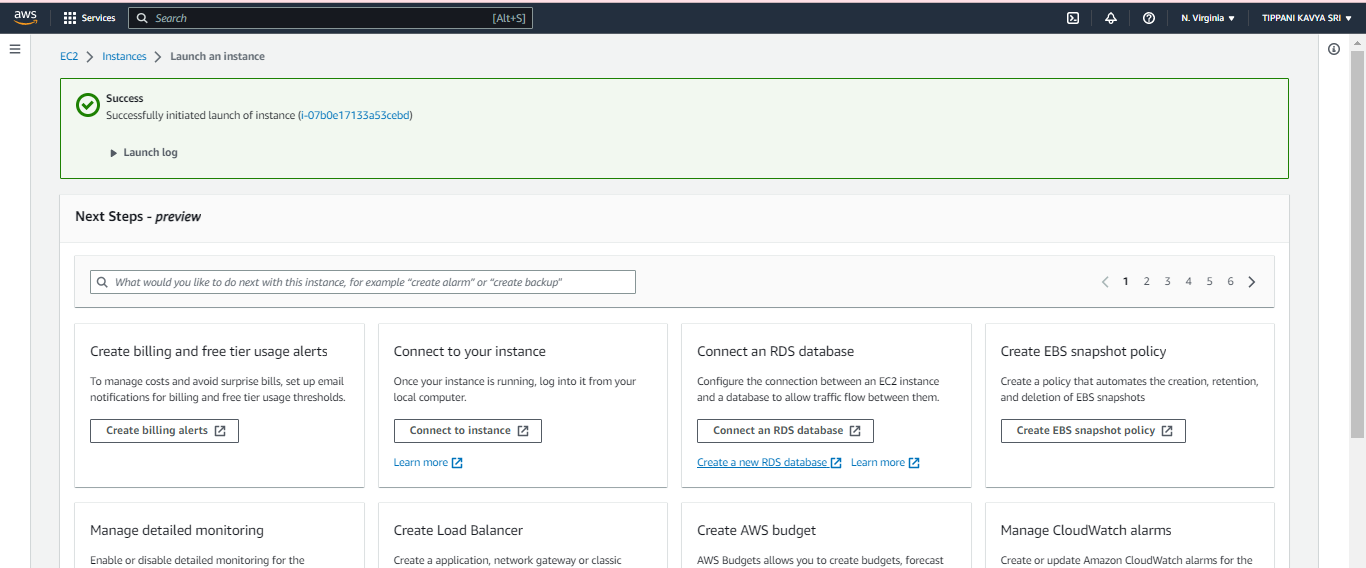 aws
Services
Search
[Alt+S]
N. Virginia
TIPPANI KAVYA SRI
EC2 Instances Launch an instance
Success
Successfully initiated launch of instance (i-07b0e17133a53cebd)
Launch log
Next Steps - preview
What would you like to do next with this instance, for example "create alarm" or "create backup"
1 2 3 4 5 6
Create billing and free tier usage alerts
To manage costs and avoid surprise bills, set up email
notifications for billing and free tier usage thresholds.
Create billing alerts
Connect to your instance
Once your instance is running, log into it from your
local computer.
Connect to instance
Learn more
Connect an RDS database
Configure the connection between an EC2 instance
and a database to allow traffic flow between them.
Connect an RDS database
Create a new RDS database Learn more
Create EBS snapshot policy
Create a policy that automates the creation, retention,
and deletion of EBS snapshots
Create EBS snapshot policy
Manage detailed monitoring
Enable or disable detailed monitoring for the
Create Load Balancer
Create a application, network gateway or classic
Create AWS budget
AWS Budgets allows you to create budgets, forecast
Manage CloudWatch alarms
Create or update Amazon CloudWatch alarms for the